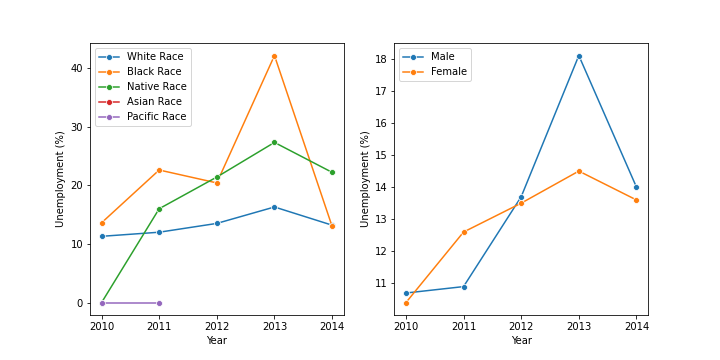 White Race
Black Race
Native Race
Asian Race
Pacific Race
Unemployment (%)
40
30
20
10
0
2010 2011 2012 2013 2014
Year
Male
Female
Unemployment (%)
18
17
16
15
14
13
12
11
2010 2011 2012 2013 2014
Year